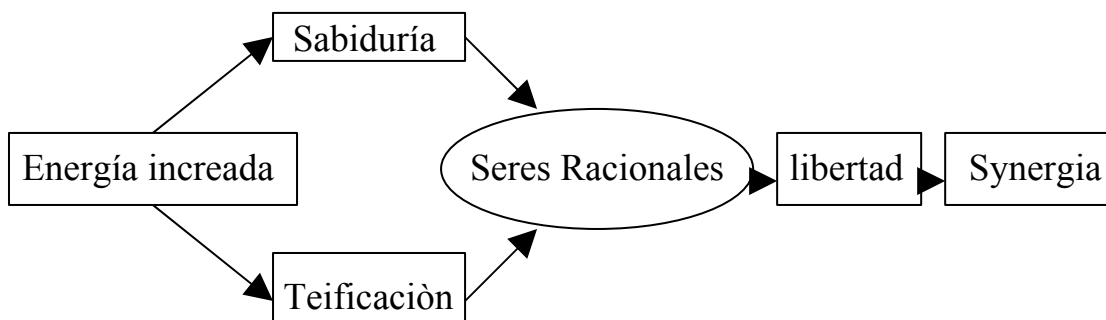 Sabiduría
Energía increada
Seres Racionales
libertad
Synergia
Teificaciòn